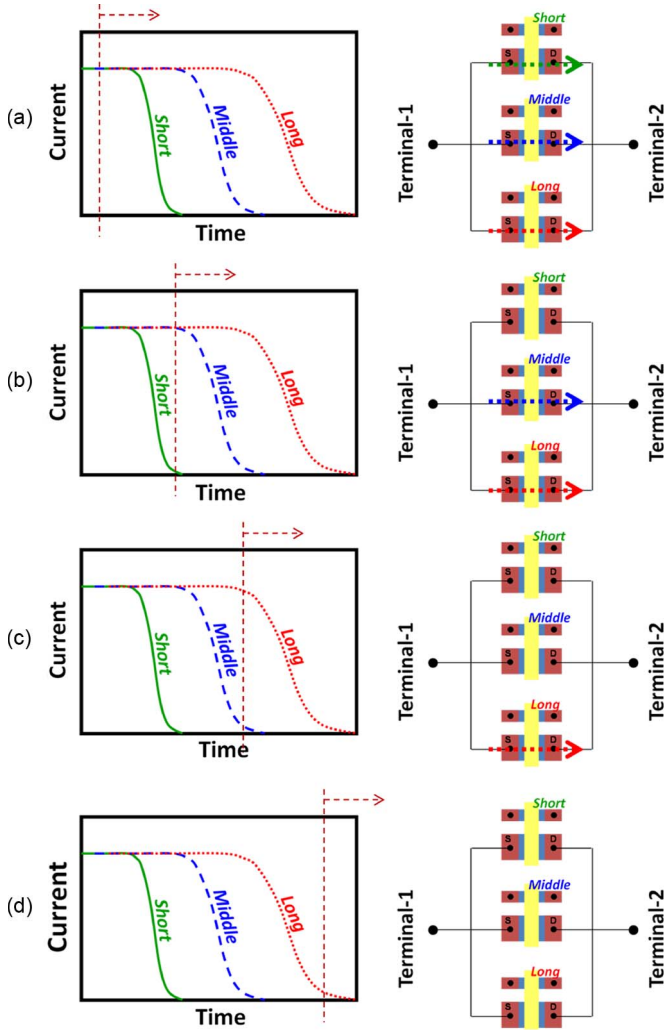 (a)
Current
Short
Middle
Long
Time
Terminal-1
Short
S
D
Middle
S
D
Long
S
D
Terminal-2
(b)
Current
Short
Middle
Long
Time
Terminal-1
Short
S
D
Middle
S
D
Long
S
D
Terminal-2
(c)
Current
Short
Middle
Long
Time
Terminal-1
Short
S
D
Middle
S
D
Long
S
D
Terminal-2
(d)
Current
Short
Middle
Long
Time
Terminal-1
Short
S
D
Middle
S
D
Long
S
D
Terminal-2